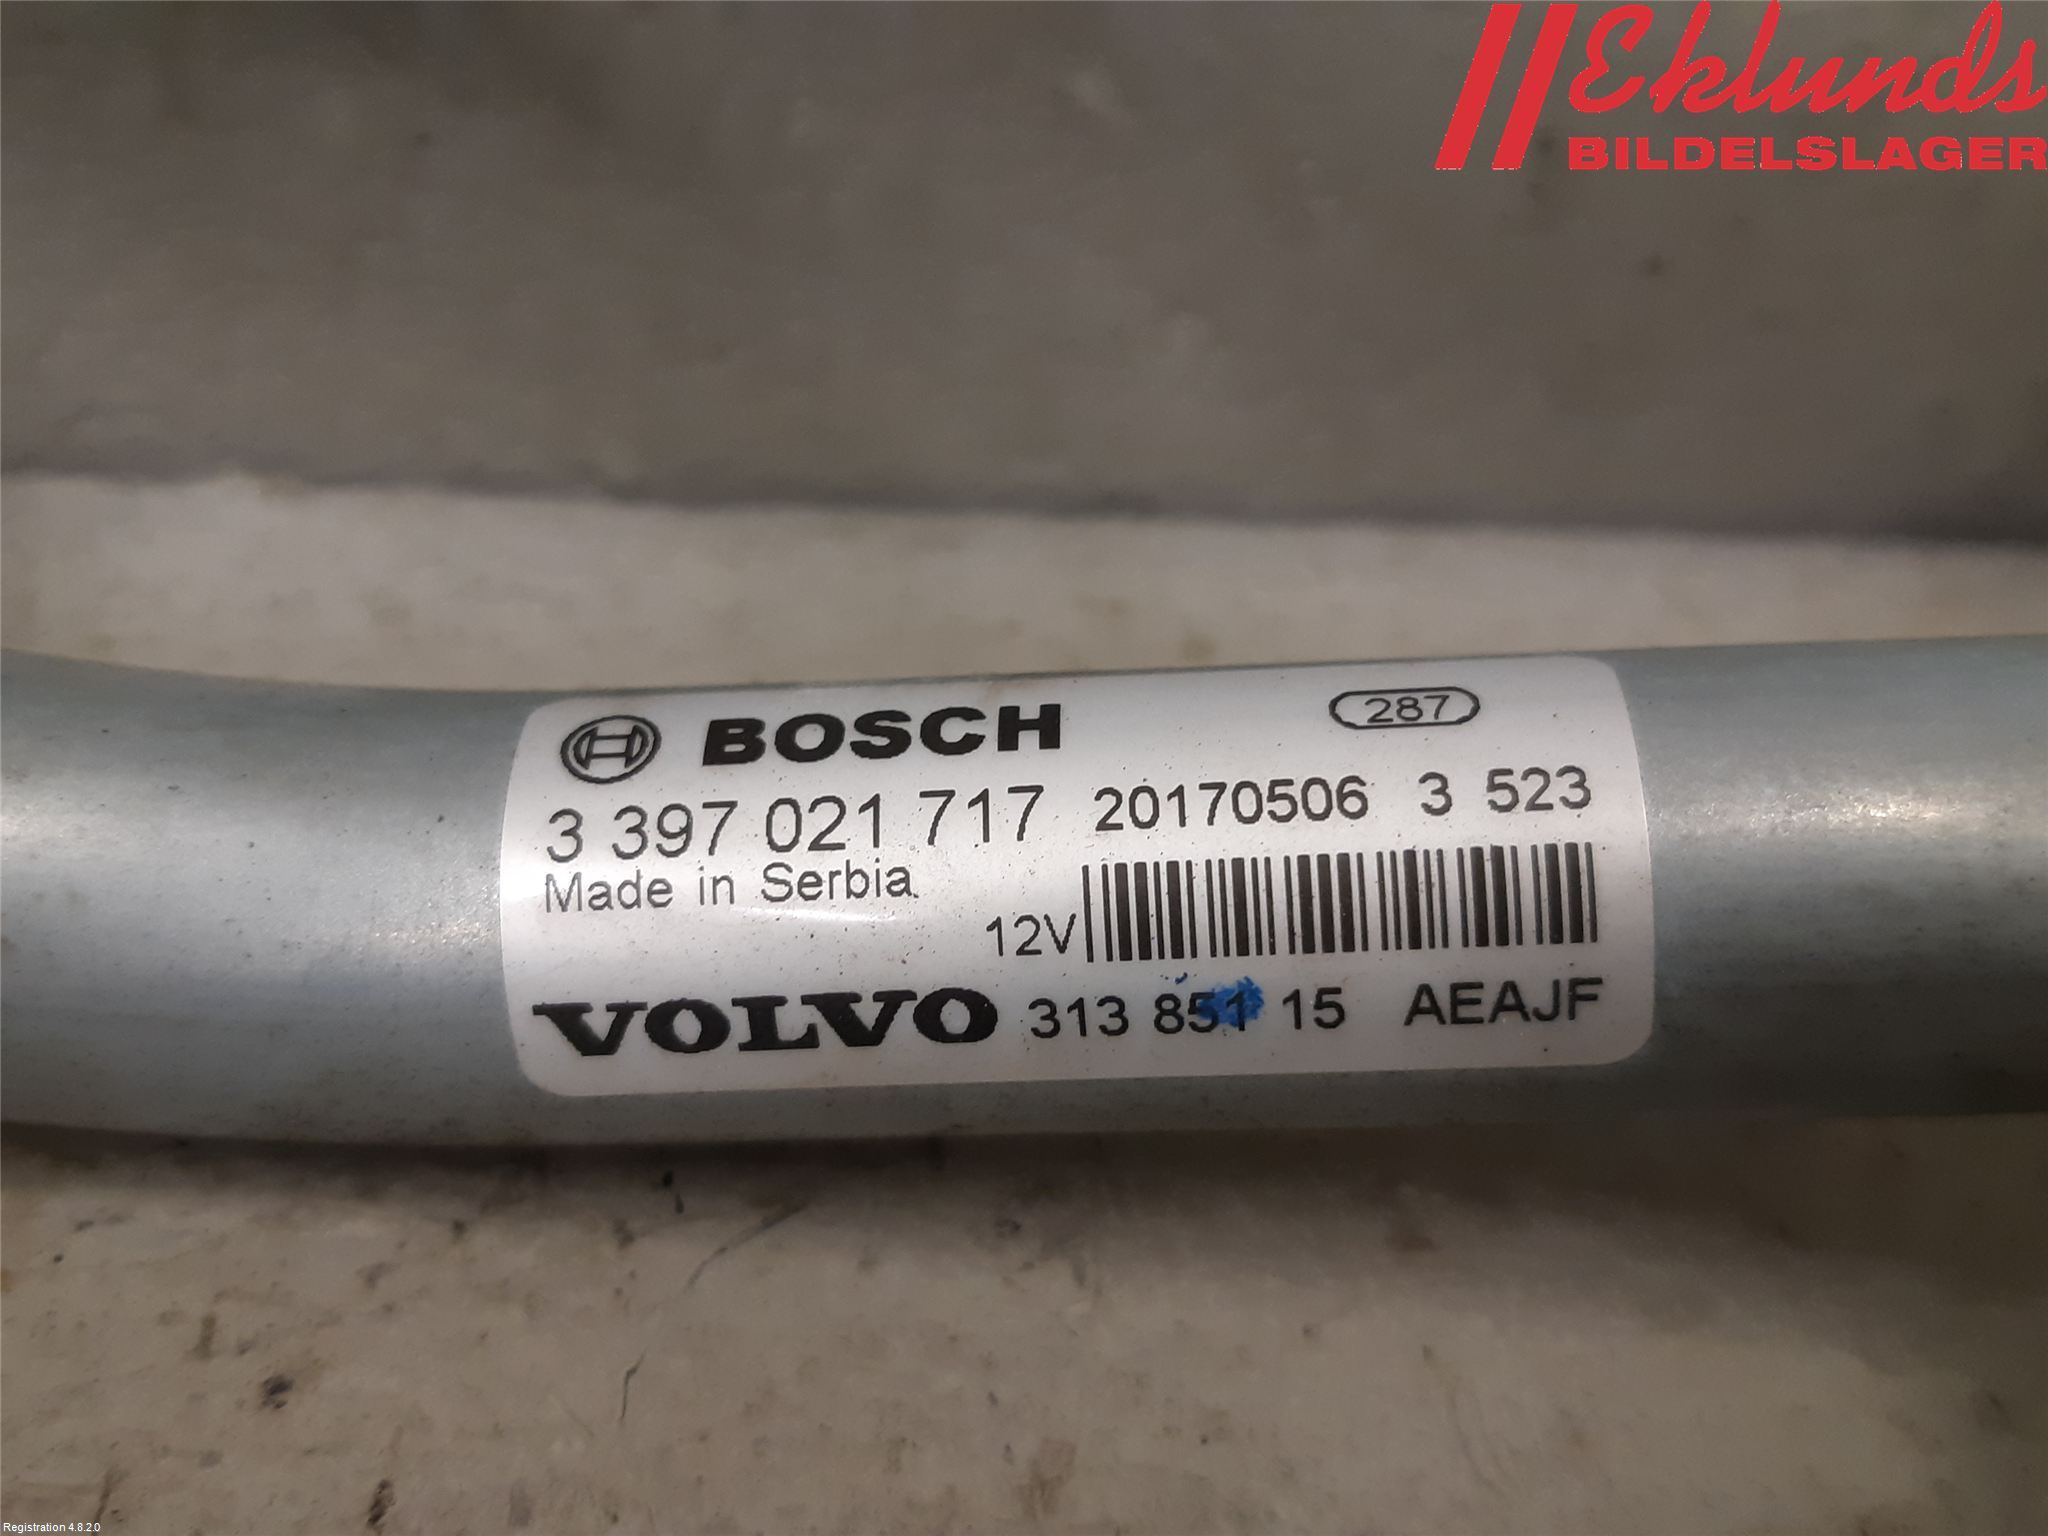 Eklunds
BILDELSLAGER
BOSCH 287
3 397 021 717 20170506 3 523
Made in Serbia
12V
VOLVO 313 851 15 AEAJF
Registration 4.8.2.0